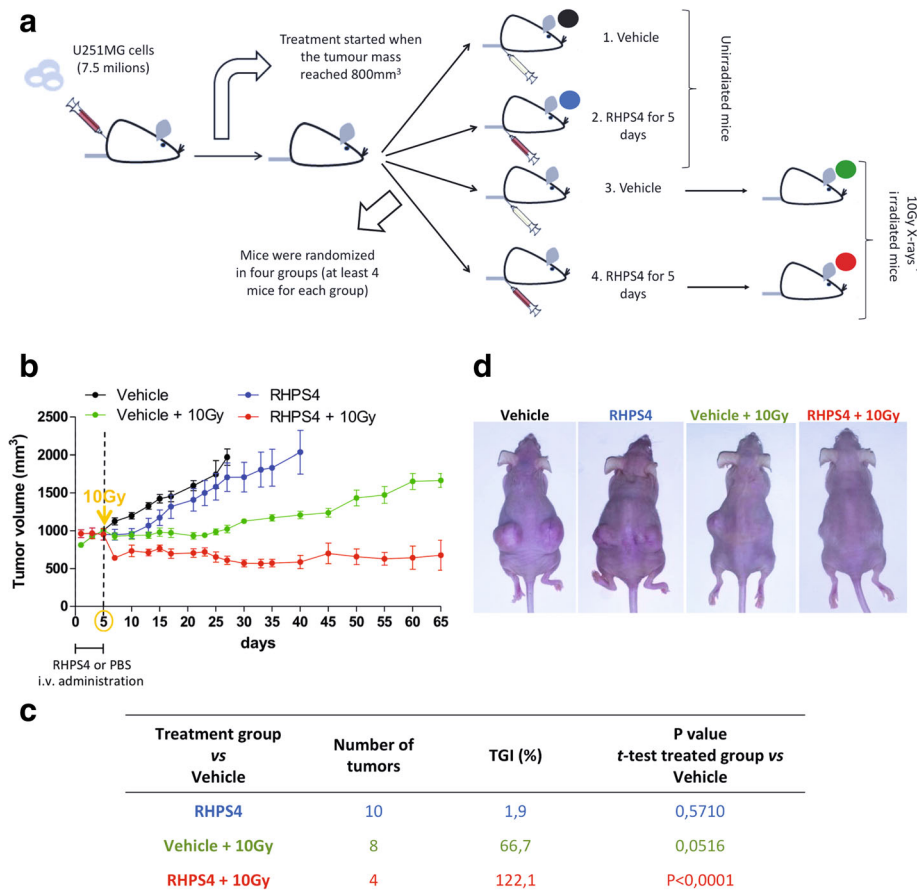 a
U251MG cells
(7.5 milions)
Treatment started when
the tumour mass
reached 800mm³
Mice were randomized
in four groups (at least 4
mice for each group)
1. Vehicle
2. RHPS4 for 5
days
3. Vehicle
4. RHPS4 for 5
days
Unirradiated mice
10Gy X-rays
irradiated mice
b
Vehicle
RHPS4
Vehicle + 10Gy
RHPS4 + 10Gy
Tumor volume (mm³)
2500
2000
1500
1000
500
0
10Gy
0 5 10 15 20 25 30 35 40 45 50 55 60 65
days
RHPS4 or PBS
i.v. administration
d
Vehicle
RHPS4
Vehicle + 10Gy
RHPS4 + 10Gy
c
Treatment group
vs
Vehicle
Number of
tumors
TGI (%)
P value
t-test treated group vs
Vehicle
RHPS4 10 1,9 0,5710
Vehicle + 10Gy 8 66,7 0,0516
RHPS4 + 10Gy 4 122,1 P<0,0001